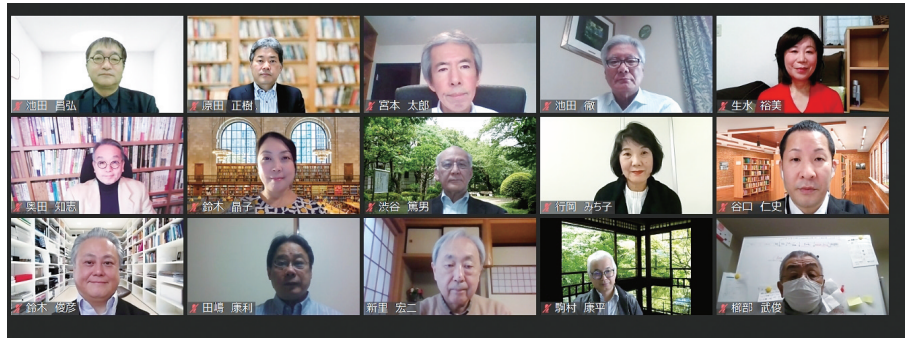 池田 昌弘
原田 正樹
宮本 太郎
池田 徹
生水 裕美
奥田 知志
鈴木 晶子
渋谷 篤男
行岡 みち子
谷口 仁史
鈴木 俊彦
田嶋 康利
新里 宏二
駒村 康平
櫛部 武俊